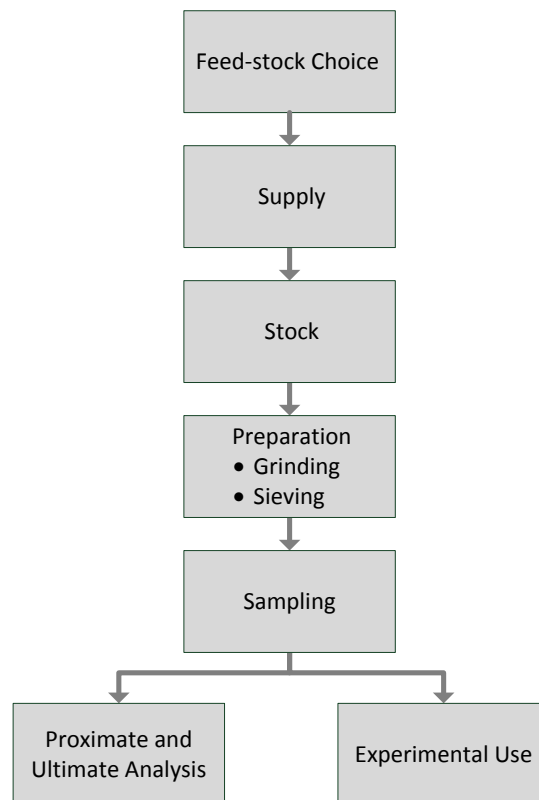 Feed-stock Choice
Supply
Stock
Preparation
• Grinding
• Sieving
Sampling
Proximate and
Ultimate Analysis
Experimental Use